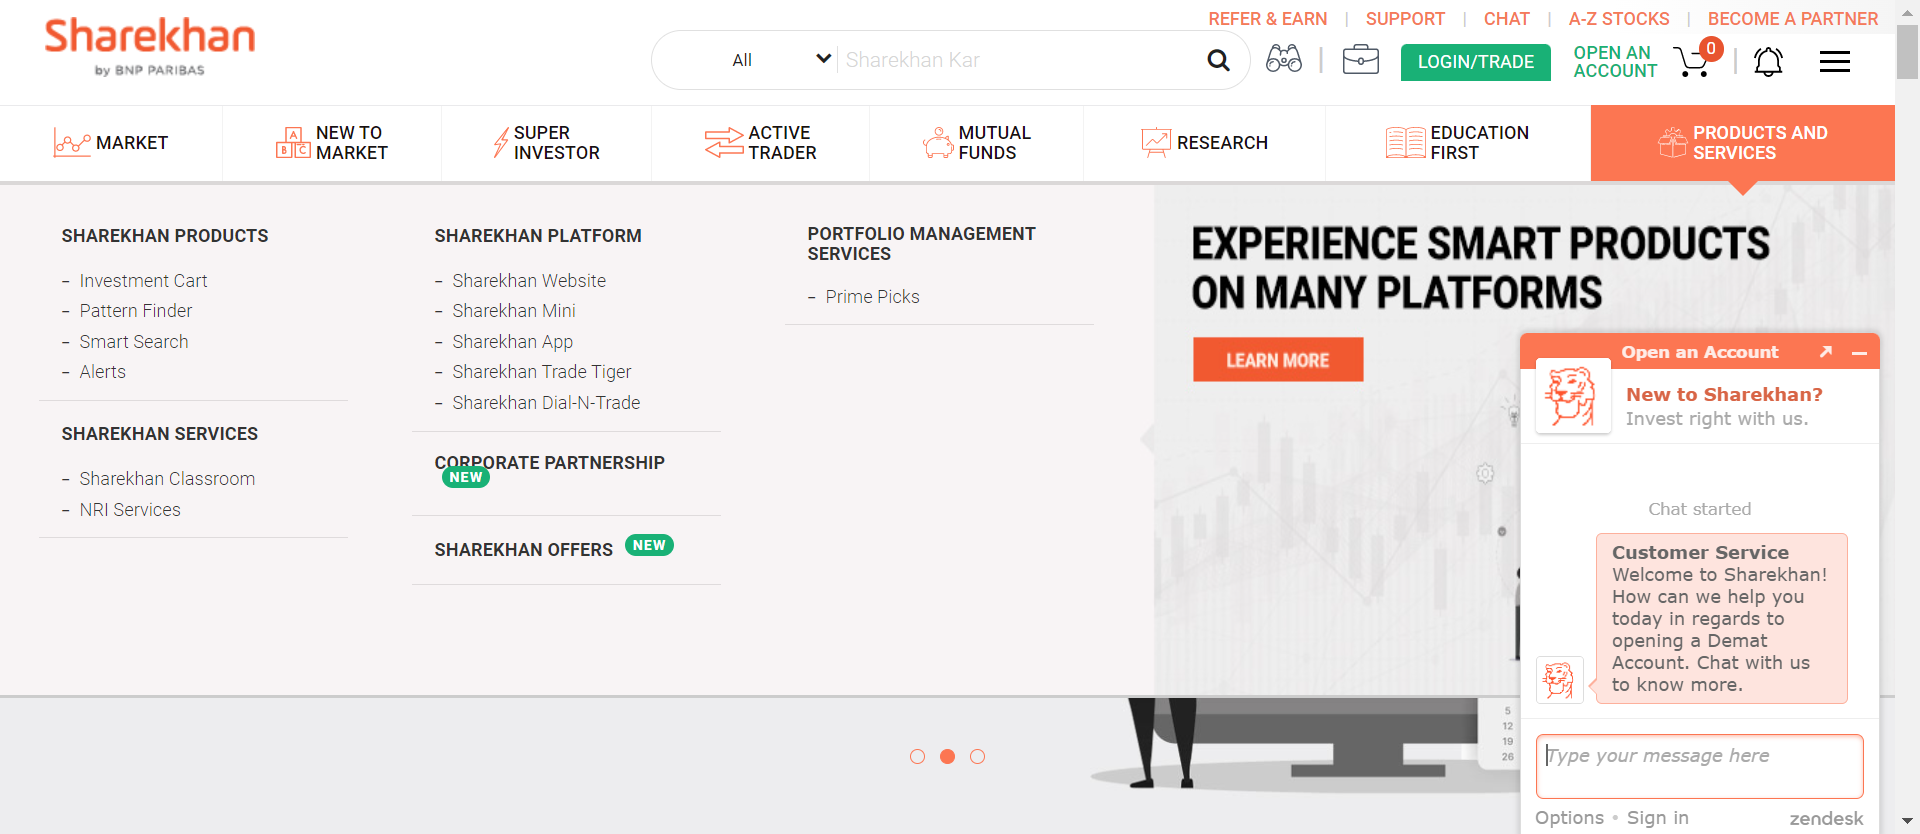 REFER & EARN | SUPPORT | CHAT | A-Z STOCKS | BECOME A PARTNER
Sharekhan
by BNP PARIBAS
All
Sharekhan Kar
LOGIN/TRADE
OPEN AN
ACCOUNT
0
MARKET
NEW TO
MARKET
SUPER
INVESTOR
ACTIVE
TRADER
MUTUAL
FUNDS
RESEARCH
EDUCATION
FIRST
PRODUCTS AND
SERVICES
SHAREKHAN PRODUCTS
- Investment Cart
- Pattern Finder
- Smart Search
- Alerts
SHAREKHAN SERVICES
- Sharekhan Classroom
- NRI Services
SHAREKHAN PLATFORM
- Sharekhan Website
- Sharekhan Mini
- Sharekhan App
- Sharekhan Trade Tiger
- Sharekhan Dial-N-Trade
CORPORATE PARTNERSHIP
NEW
SHAREKHAN OFFERS NEW
PORTFOLIO MANAGEMENT
SERVICES
- Prime Picks
EXPERIENCE SMART PRODUCTS
ON MANY PLATFORMS
LEARN MORE
5
12
19
26
Open an Account
New to Sharekhan?
Invest right with us.
Chat started
Customer Service
Welcome to Sharekhan!
How can we help you
today in regards to
opening a Demat
Account. Chat with us
to know more.
Type your message here
Options • Sign in
zendesk